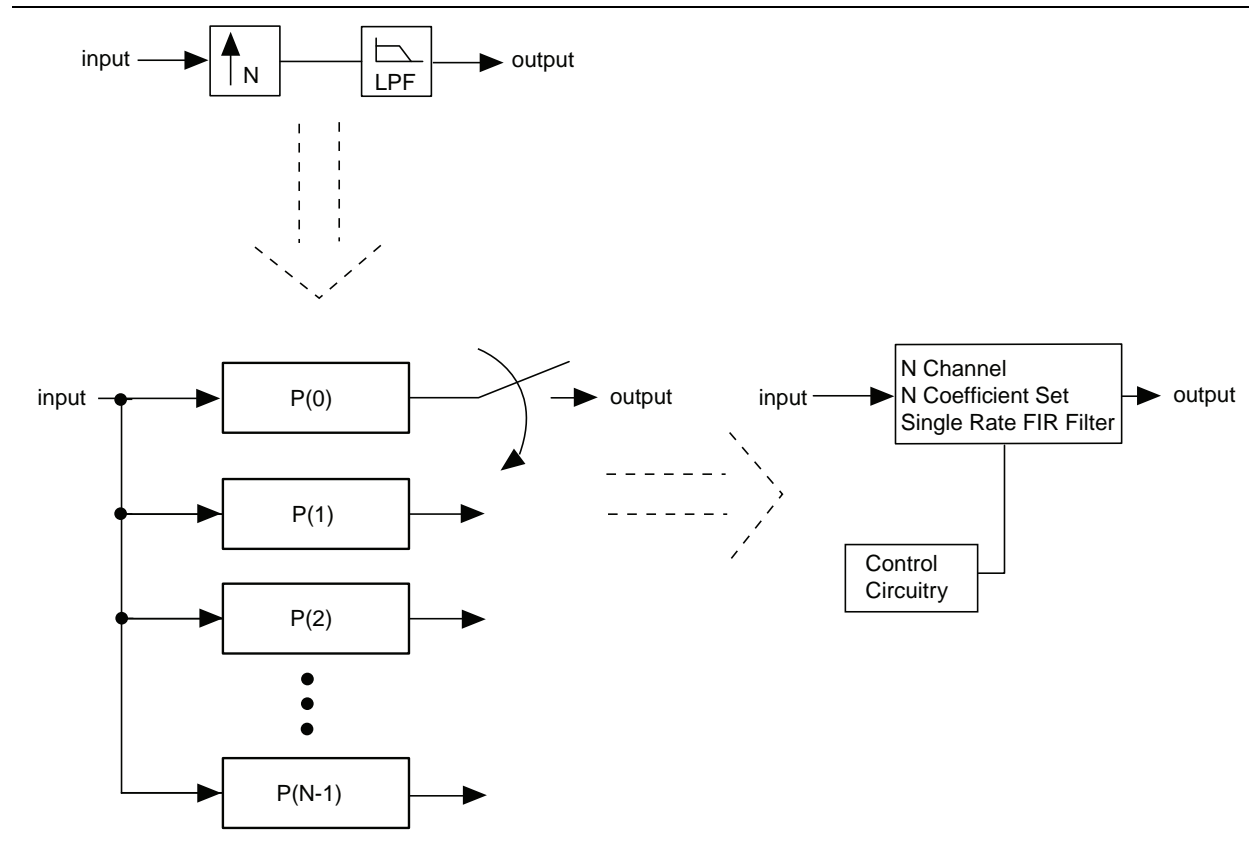 input
N
LPF
output
input
P(0)
output
P(1)
P(2)
P(N-1)
input
N Channel
N Coefficient Set
Single Rate FIR Filter
output
Control
Circuitry